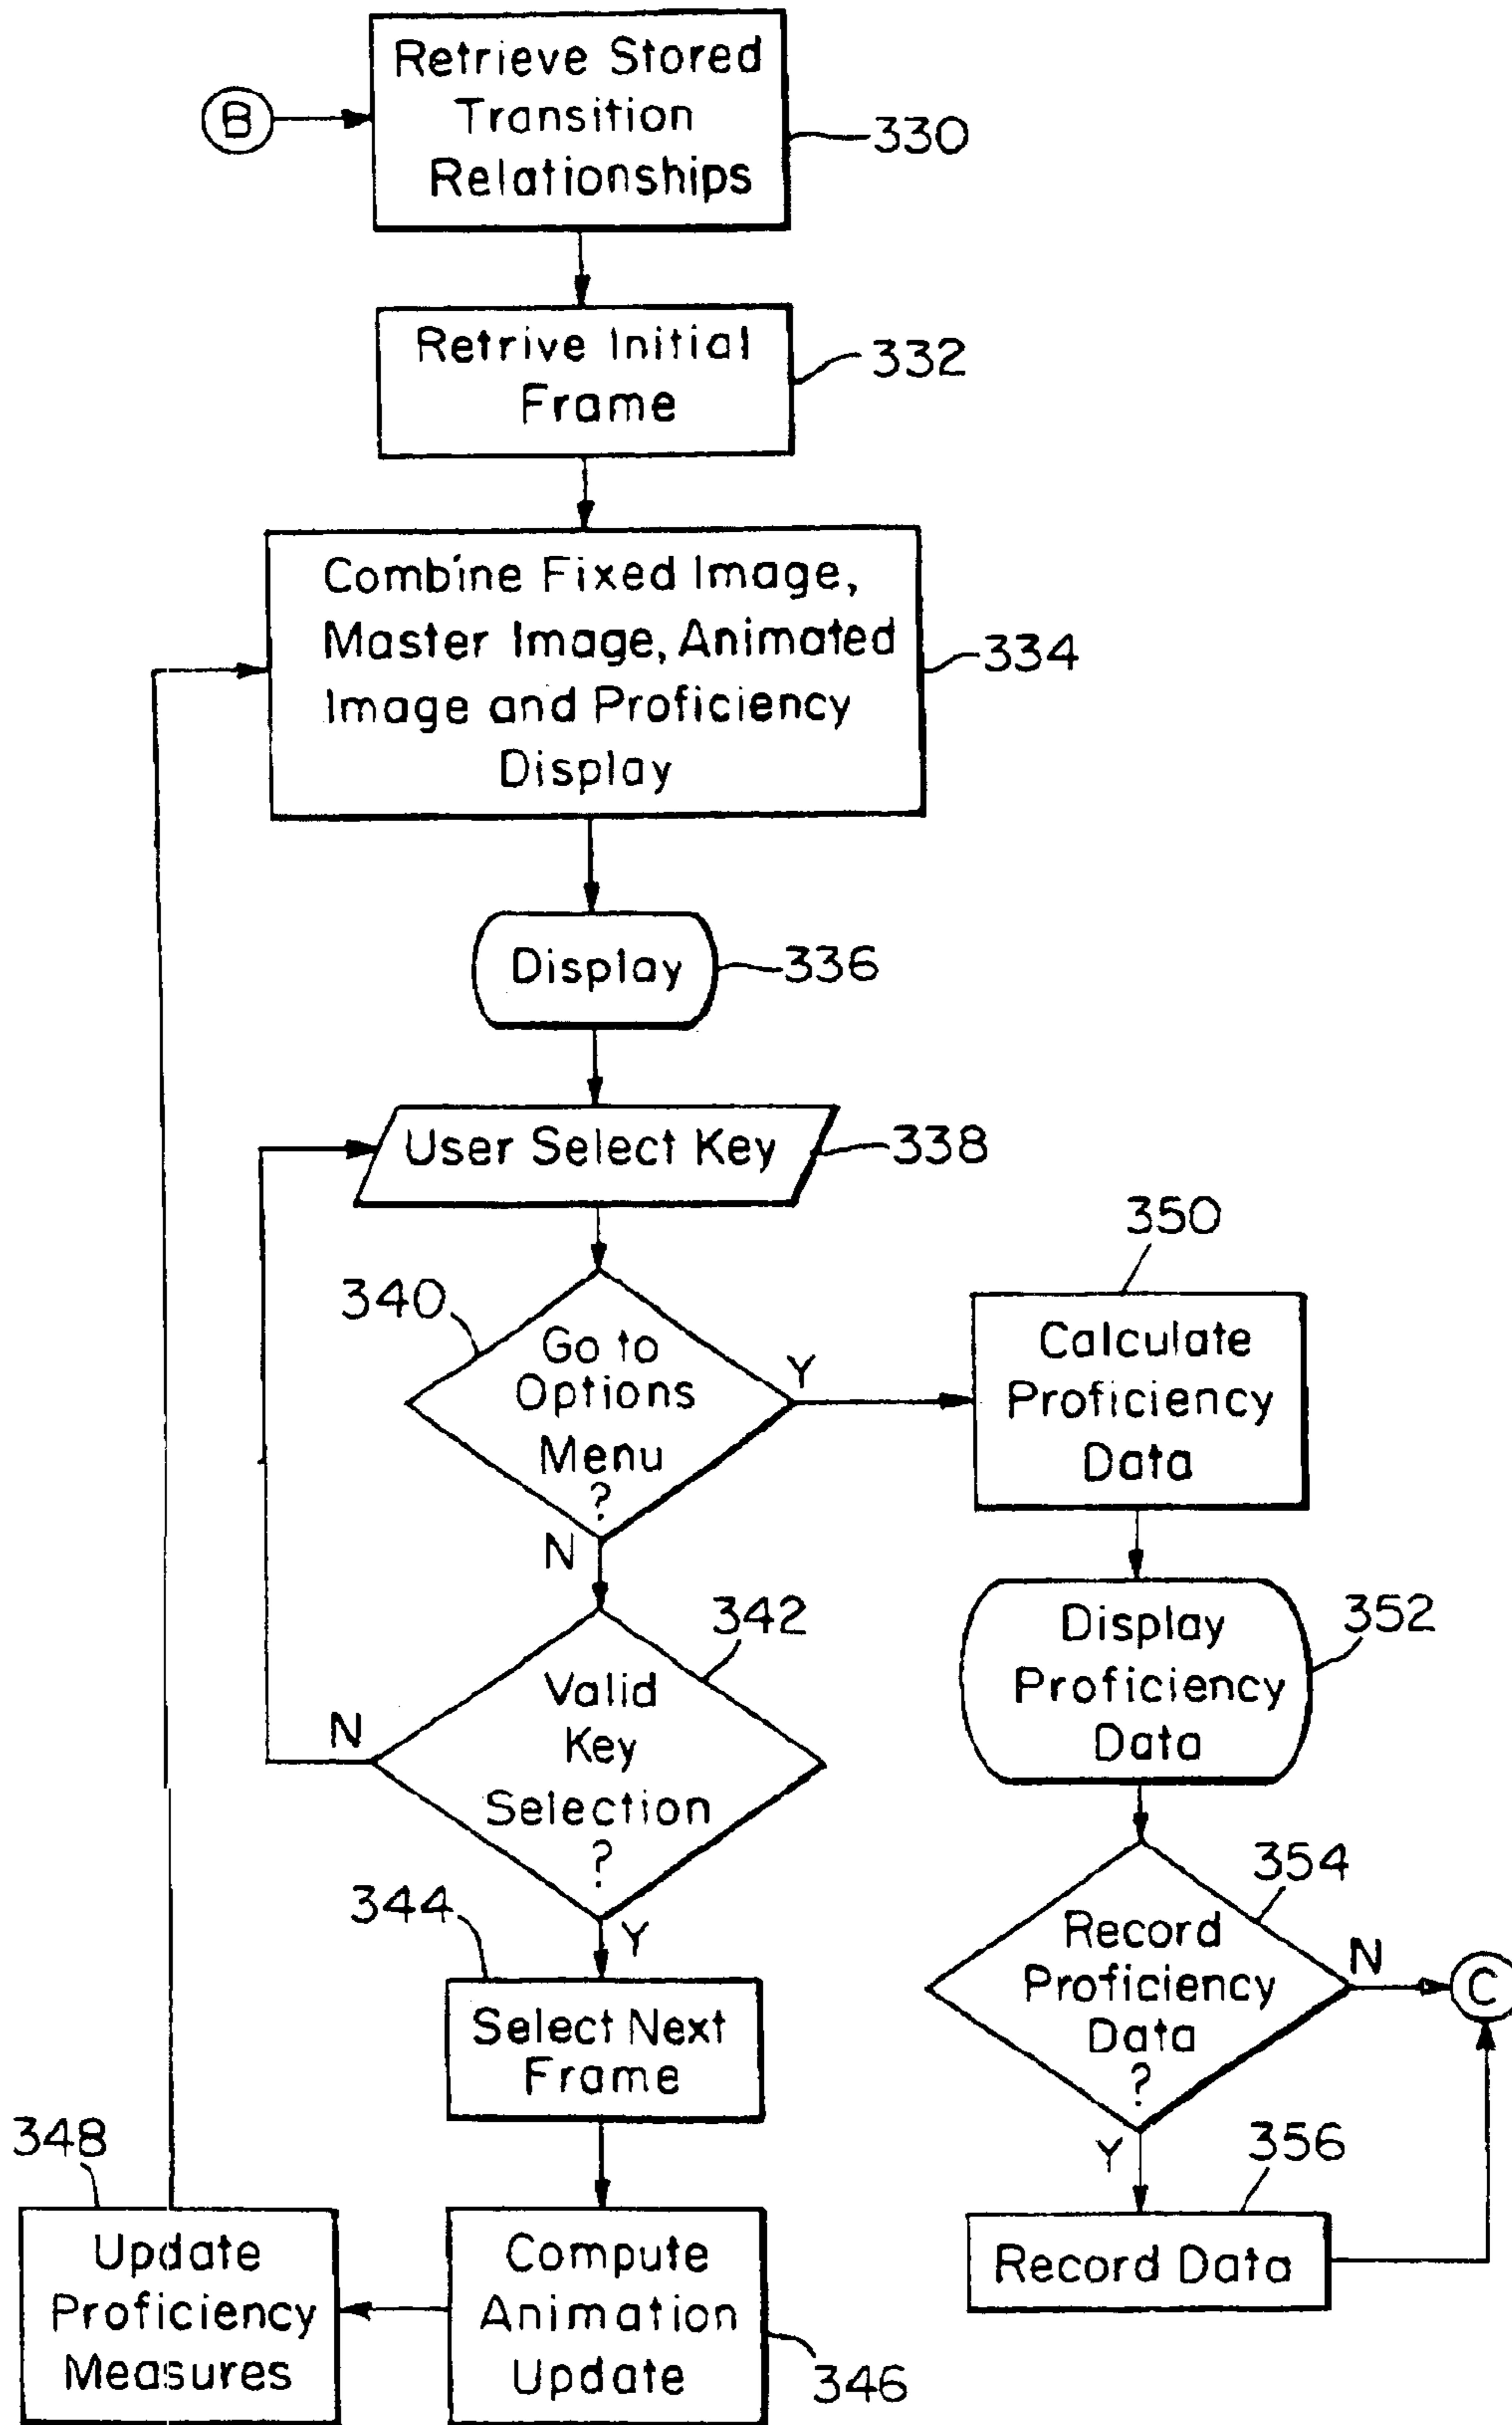 Retrieve Stored
Transition
Relationships
B
330
Retrive Initial
Frame
332
Combine Fixed Image,
Master Image, Animated
Image and Proficiency
Display
334
Display
336
User Select Key
338
340
Go to
Options
Menu
?
Y
N
350
Calculate
Proficiency
Data
342
Valid
Key
Selection
?
N
Y
Display
Proficiency
Data
352
344
Select Next
Frame
354
Record
Proficiency
Data
?
N
C
Y
348
Update
Proficiency
Measures
Compute
Animation
Update
346
356
Record Data